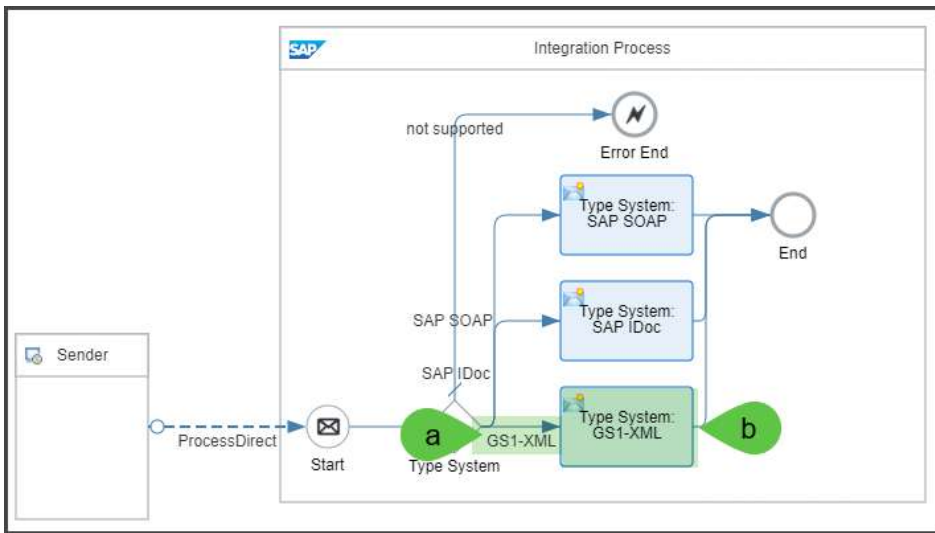 SAP
Integration Process
not supported
Error End
Type System:
SAP SOAP
End
SAP SOAP
Type System:
SAP IDoc
SAP IDoc
Sender
Type System:
GS1-XML
a
GS1-XML
b
ProcessDirect
Start
Type System